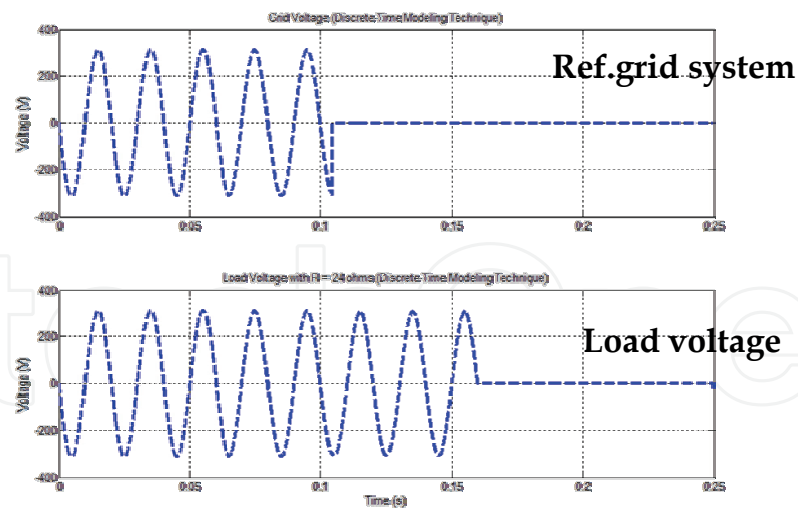 Grid Voltage (Discrete Time Modeling Technique)
Ref.grid system
Voltage (V)
400
200
0
-200
-400
0 0.05 0.1 0.15 0.2 0.25
Load Voltage with Rl = 24 ohms (Discrete Time Modeling Technique)
Load voltage
Voltage (V)
400
200
0
-200
-400
0 0.05 0.1 0.15 0.2 0.25
Time (s)